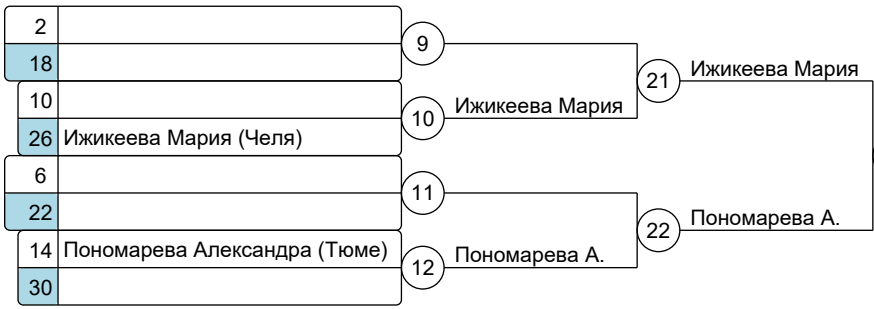 2
9
18
21 Ижикеева Мария
10
10 Ижикеева Мария
26 Ижикеева Мария (Челя)
6
11
22
22 Пономарева А.
14 Пономарева Александра (Тюме)
12 Пономарева А.
30